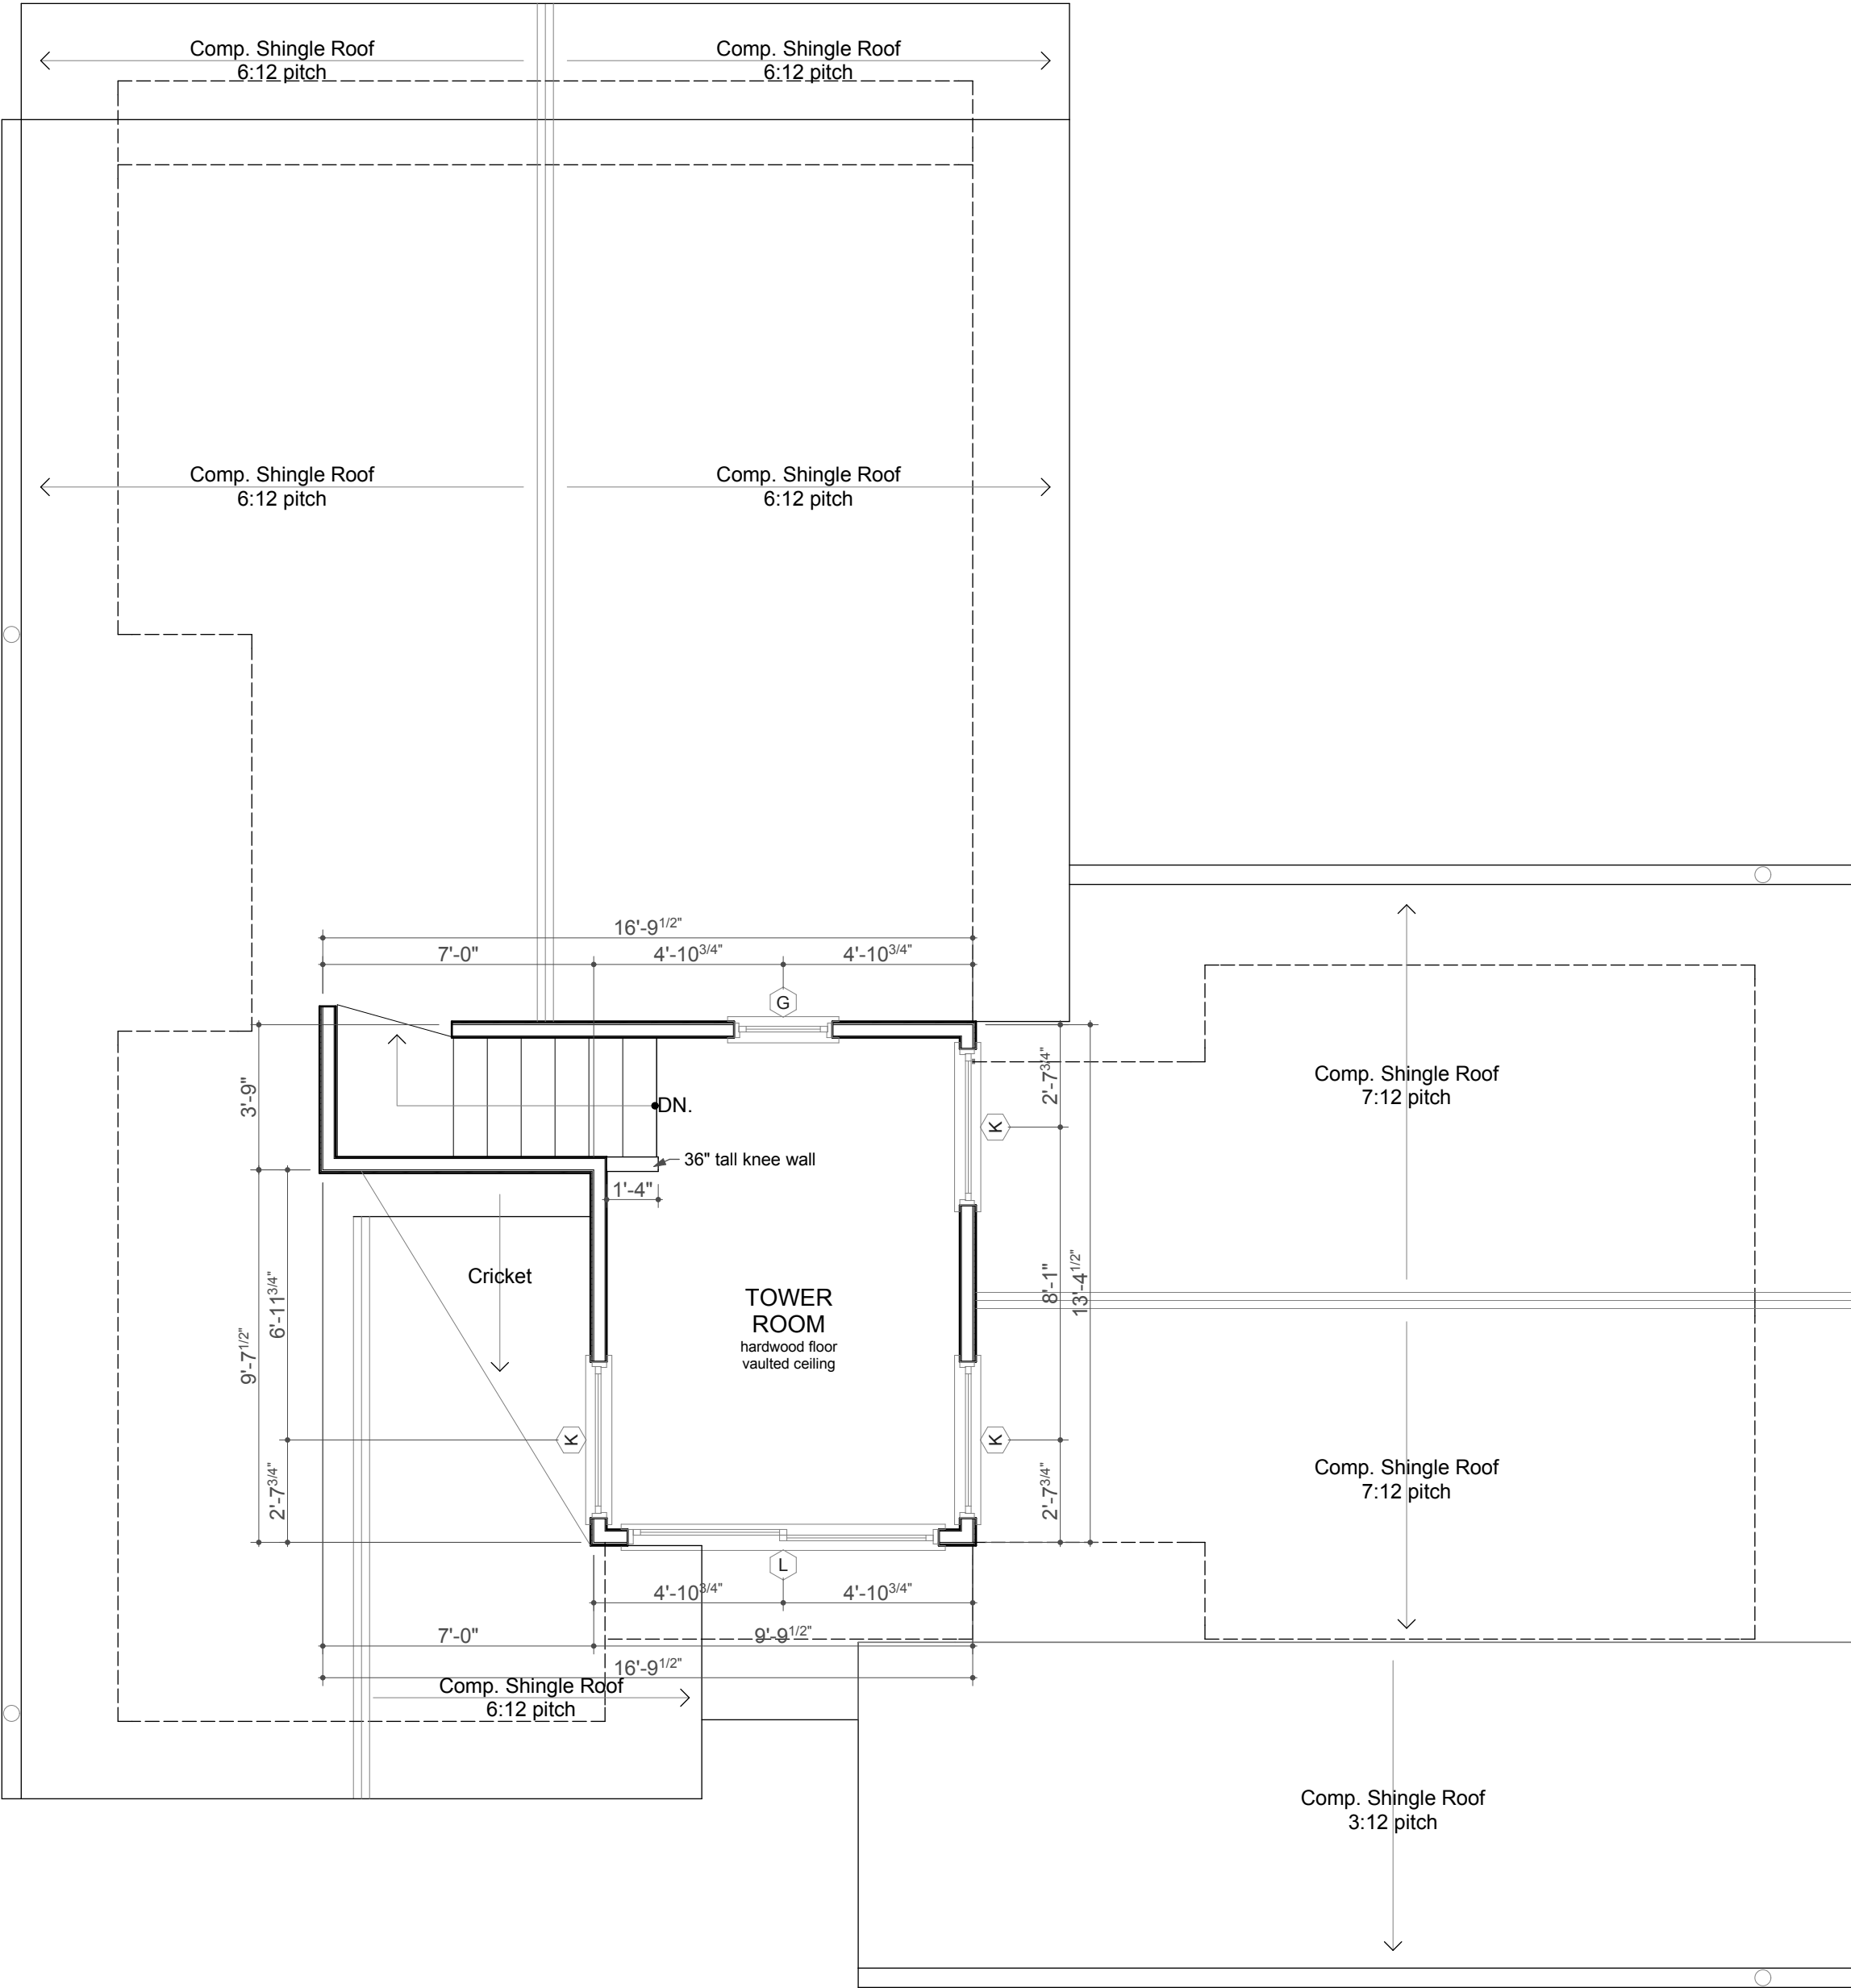 Comp. Shingle Roof
6:12 pitch
Comp. Shingle Roof
6:12 pitch
Comp. Shingle Roof
6:12 pitch
Comp. Shingle Roof
6:12 pitch
16'-9 1/2"
7'-0"
4'-10 3/4"
4'-10 3/4"
G
3'-9"
DN.
36" tall knee wall
1'-4"
2'-7 3/4"
K
Comp. Shingle Roof
7:12 pitch
Cricket
9'-7 1/2"
6'-11 3/4"
2'-7 3/4"
K
TOWER
ROOM
hardwood floor
vaulted ceiling
8'-1"
13'-4 1/2"
K
2'-7 3/4"
Comp. Shingle Roof
7:12 pitch
L
4'-10 3/4"
4'-10 3/4"
7'-0"
9'-9 1/2"
16'-9 1/2"
Comp. Shingle Roof
6:12 pitch
Comp. Shingle Roof
3:12 pitch